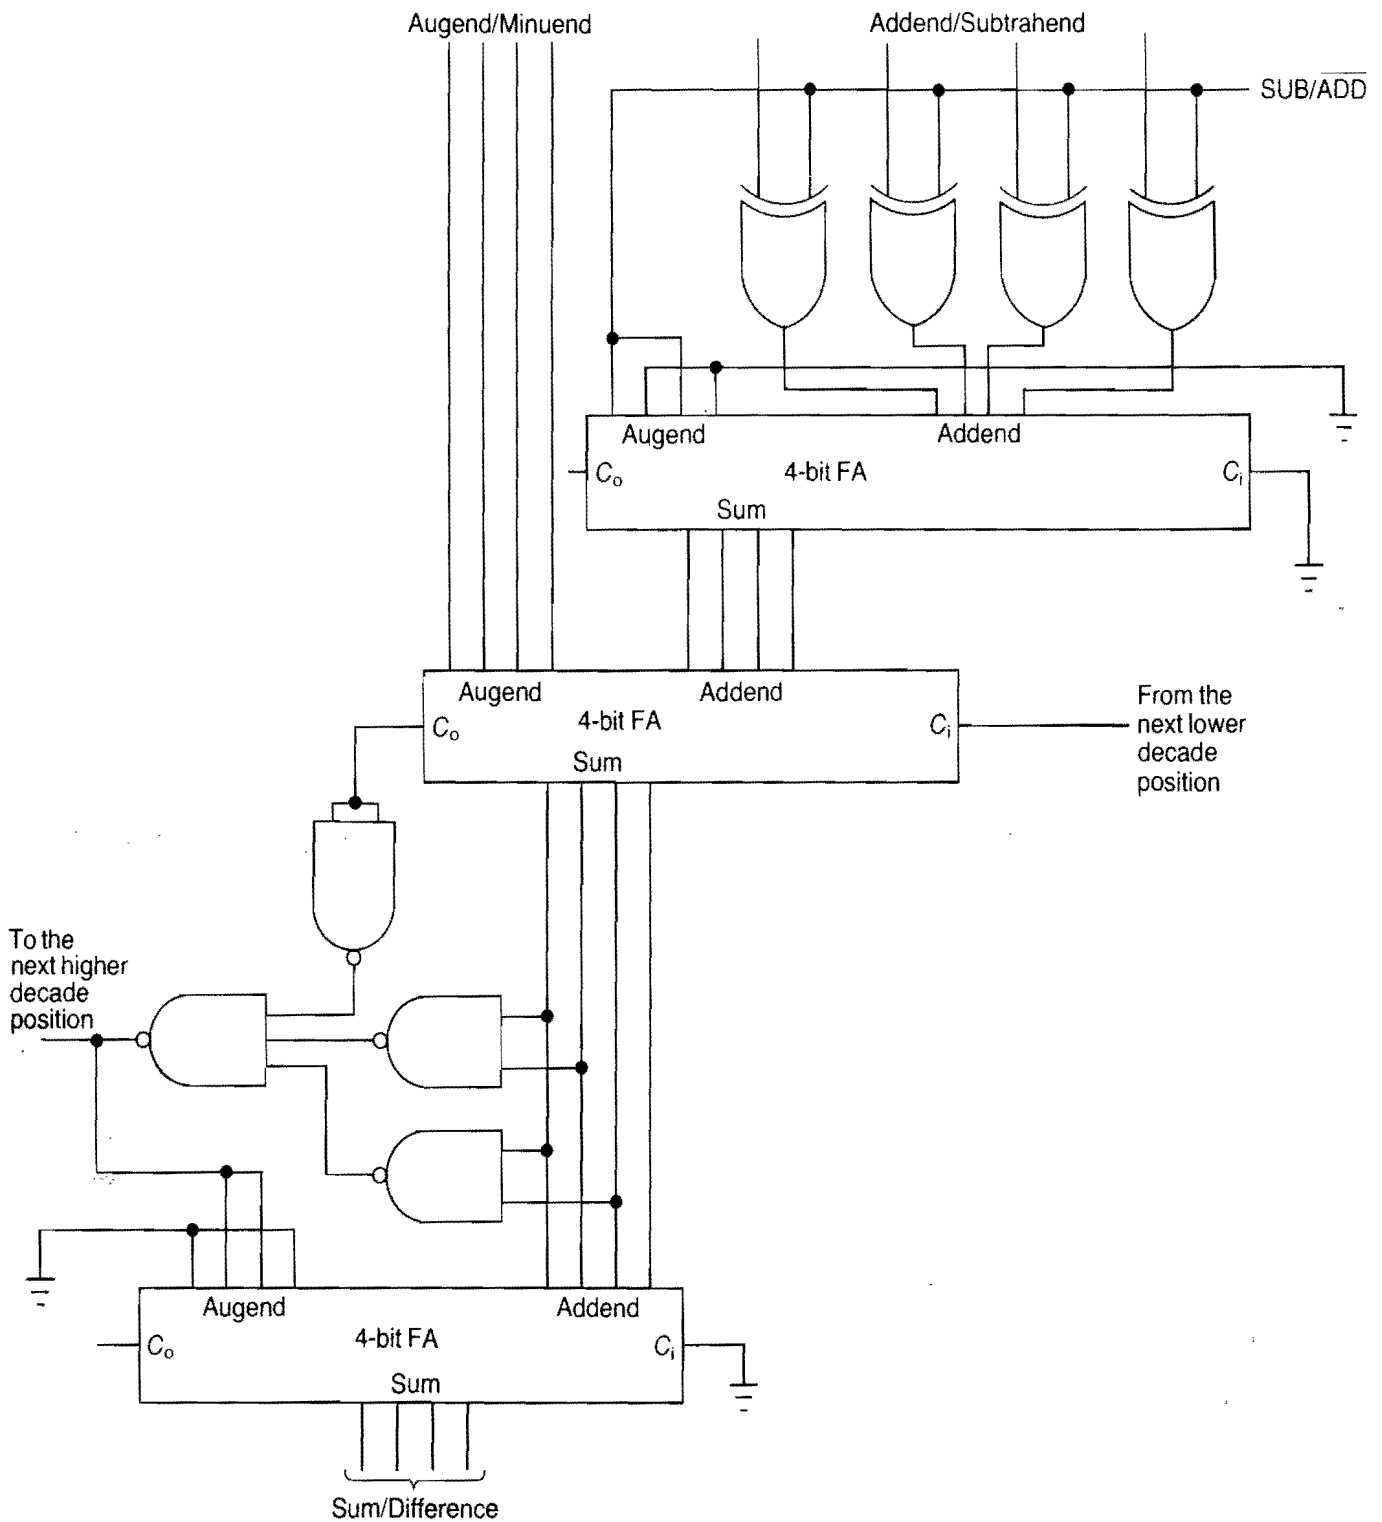 Augend/Minuend
Addend/Subtrahend
SUB/A̅D̅D̅
Augend
Addend
Cₒ
4-bit FA
Cᵢ
Sum
Augend
Addend
Cₒ
4-bit FA
Cᵢ
Sum
From the
next lower
decade
position
To the
next higher
decade
position
Augend
Addend
Cₒ
4-bit FA
Cᵢ
Sum
Sum/Difference